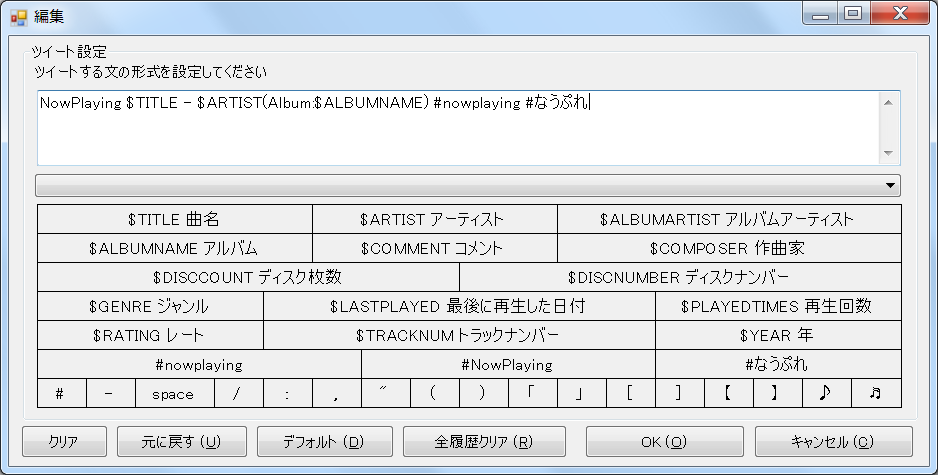 編集
ツイート設定
ツイートする文の形式を設定してください
NowPlaying $TITLE - $ARTIST(Album:$ALBUMNAME) #nowplaying #なうぷれ
$TITLE 曲名 $ARTIST アーティスト $ALBUMARTIST アルバムアーティスト
$ALBUMNAME アルバム $COMMENT コメント $COMPOSER 作曲家
$DISCCOUNT ディスク枚数 $DISCNUMBER ディスクナンバー
$GENRE ジャンル $LASTPLAYED 最後に再生した日付 $PLAYEDTIMES 再生回数
$RATING レート $TRACKNUM トラックナンバー $YEAR 年
#nowplaying #NowPlaying #なうぷれ
# - space / : , ″ ( ) 「 」 [ ] 【 】 ♪ ♬
クリア 元に戻す(U) デフォルト(D) 全履歴クリア(R) OK(O) キャンセル(C)